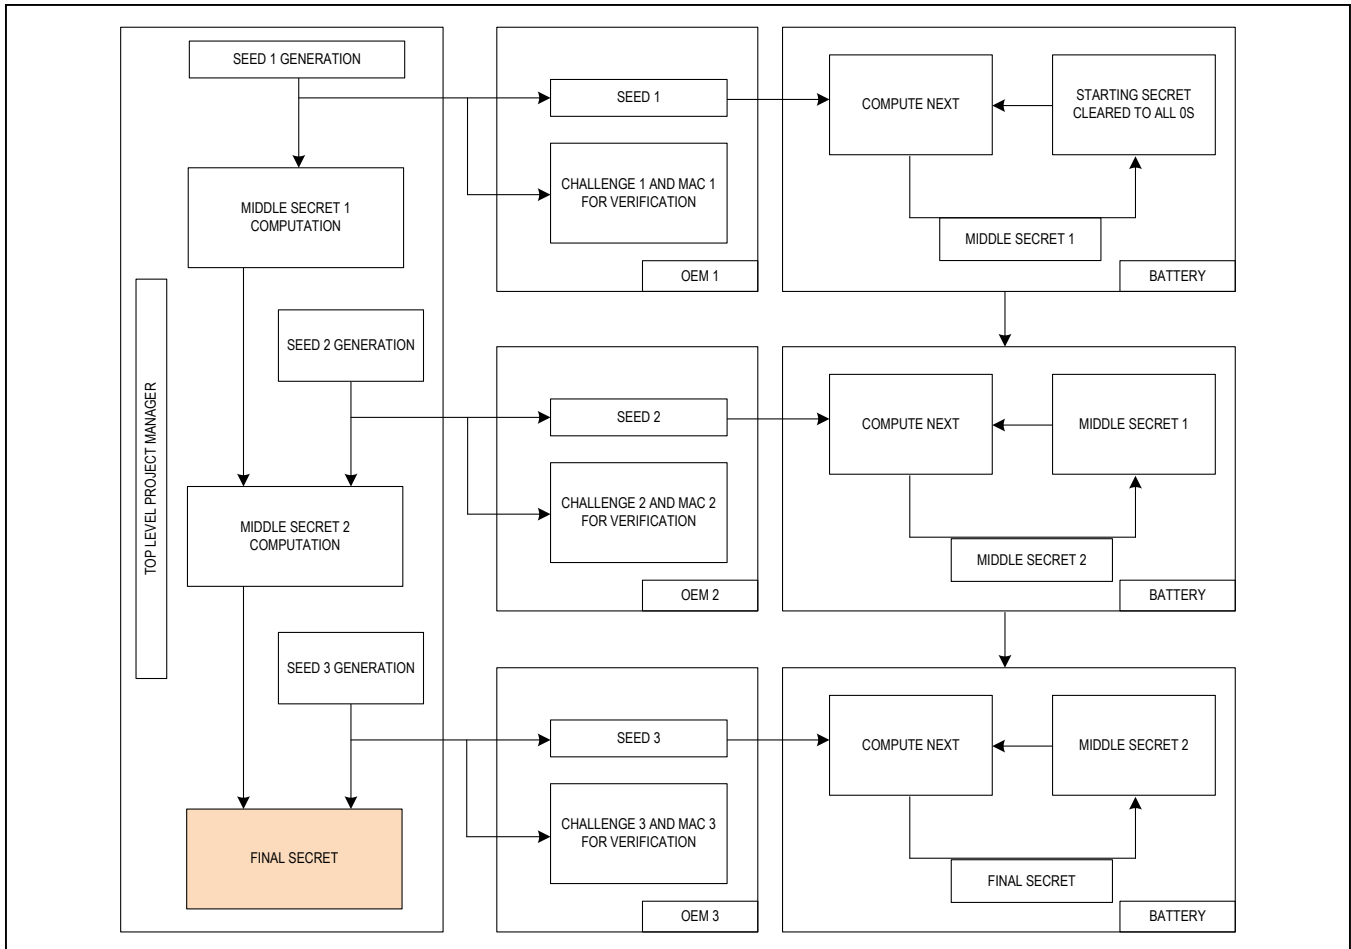 SEED 1 GENERATION
SEED 1
COMPUTE NEXT
STARTING SECRET
CLEARED TO ALL 0S
CHALLENGE 1 AND MAC 1
FOR VERIFICATION
MIDDLE SECRET 1
COMPUTATION
MIDDLE SECRET 1
OEM 1
BATTERY
TOP LEVEL PROJECT MANAGER
SEED 2 GENERATION
SEED 2
COMPUTE NEXT
MIDDLE SECRET 1
CHALLENGE 2 AND MAC 2
FOR VERIFICATION
MIDDLE SECRET 2
COMPUTATION
MIDDLE SECRET 2
OEM 2
BATTERY
SEED 3 GENERATION
SEED 3
COMPUTE NEXT
MIDDLE SECRET 2
CHALLENGE 3 AND MAC 3
FOR VERIFICATION
FINAL SECRET
FINAL SECRET
OEM 3
BATTERY